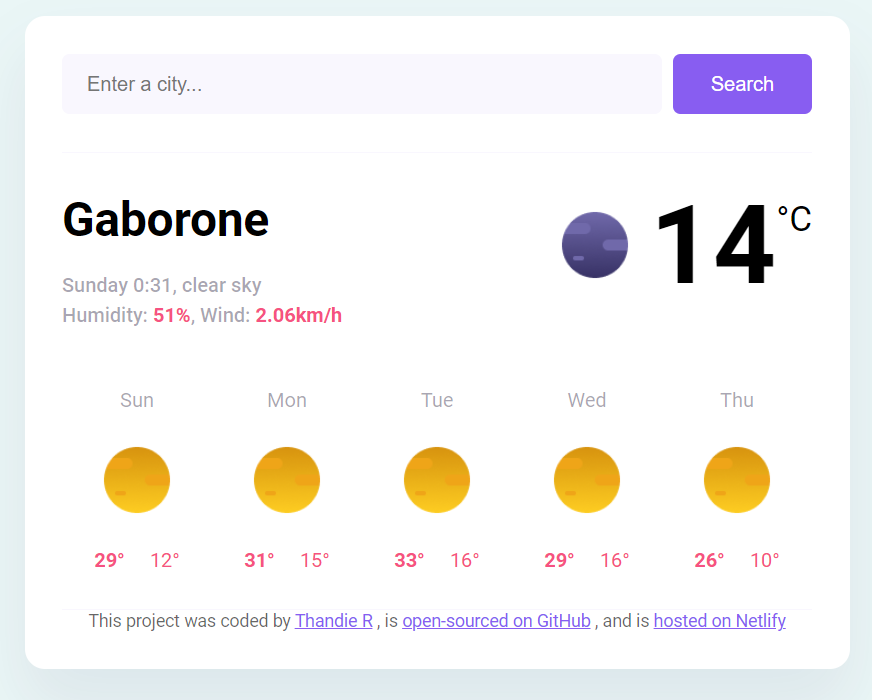 Enter a city... Search
Gaborone
14 °C
Sunday 0:31, clear sky
Humidity: 51%, Wind: 2.06km/h
Sun Mon Tue Wed Thu
29° 12° 31° 15° 33° 16° 29° 16° 26° 10°
This project was coded by Thandie R , is open-sourced on GitHub , and is hosted on Netlify